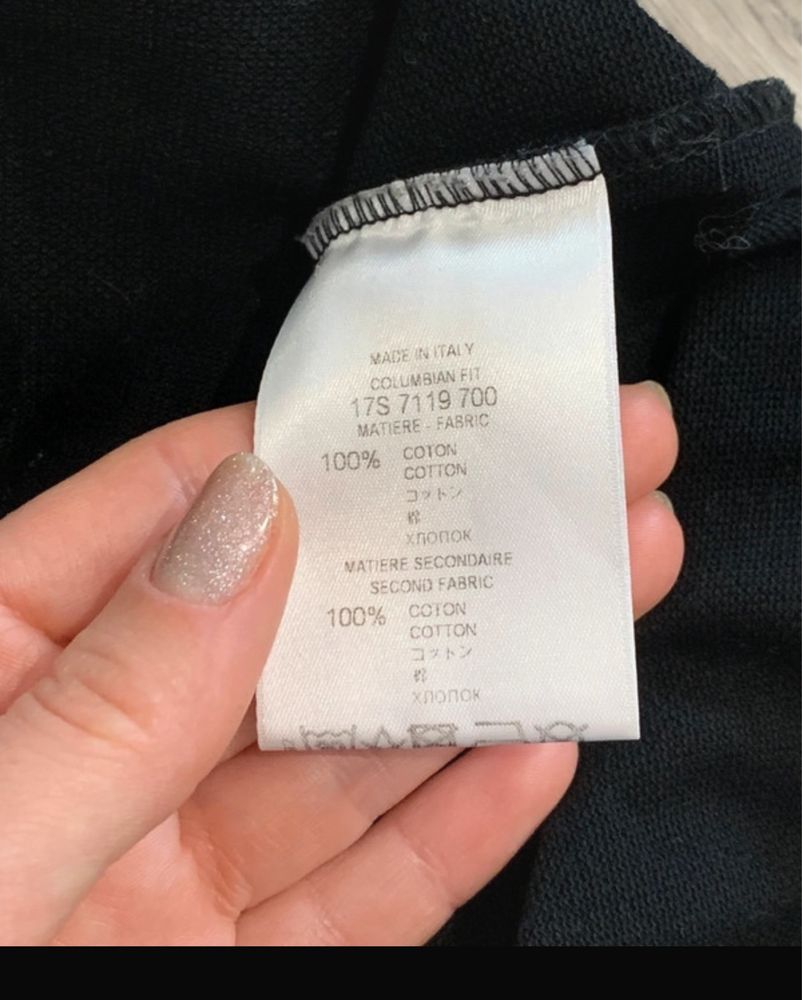 MADE IN ITALY
COLUMBIAN FIT
17S 7119 700
MATIERE - FABRIC
100% COTON
COTTON
コットン
棉
ХЛОПОК
MATIERE SECONDAIRE
SECOND FABRIC
100% COTON
COTTON
コットン
棉
ХЛОПОК